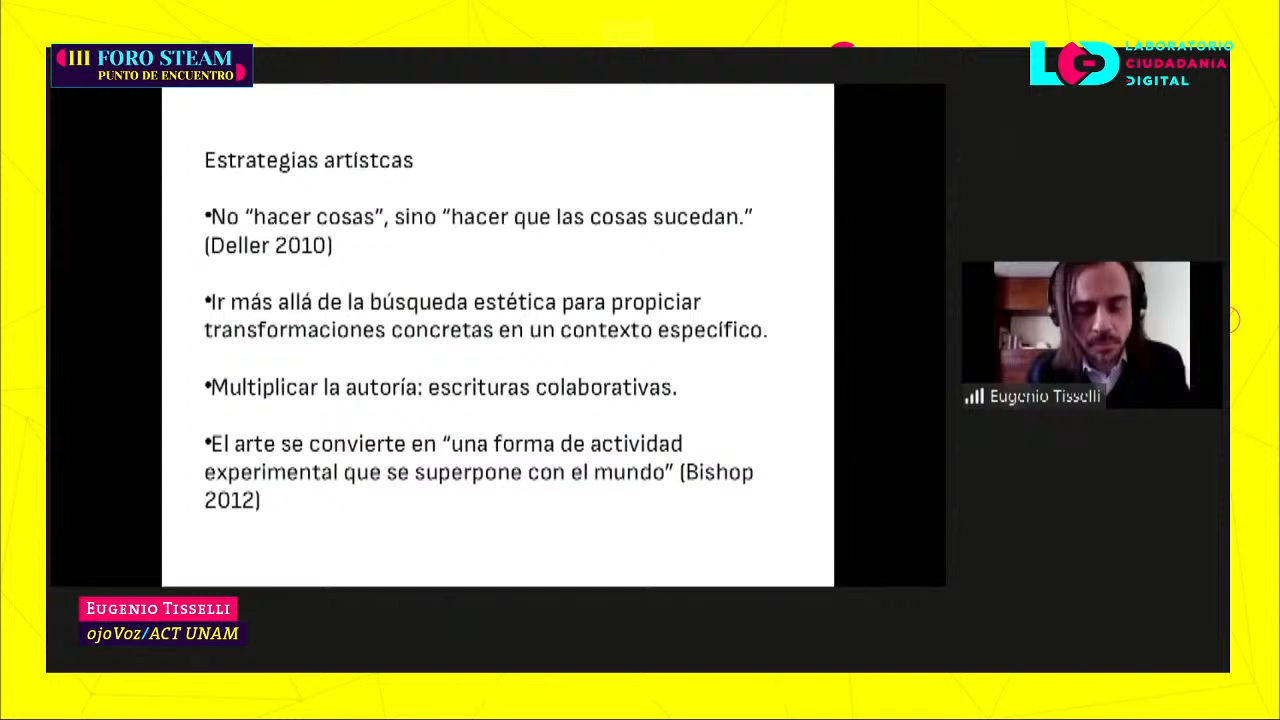 III FORO STEAM
PUNTO DE ENCUENTRO
LCD
LABORATORIO
CIUDADANÍA
DIGITAL
Estrategias artístcas
•No “hacer cosas”, sino “hacer que las cosas sucedan.”
(Deller 2010)
•Ir más allá de la búsqueda estética para propiciar
transformaciones concretas en un contexto específico.
•Multiplicar la autoría: escrituras colaborativas.
•El arte se convierte en “una forma de actividad
experimental que se superpone con el mundo” (Bishop
2012)
Eugenio Tisselli
EUGENIO TISSELLI
ojoVoz/ACT UNAM